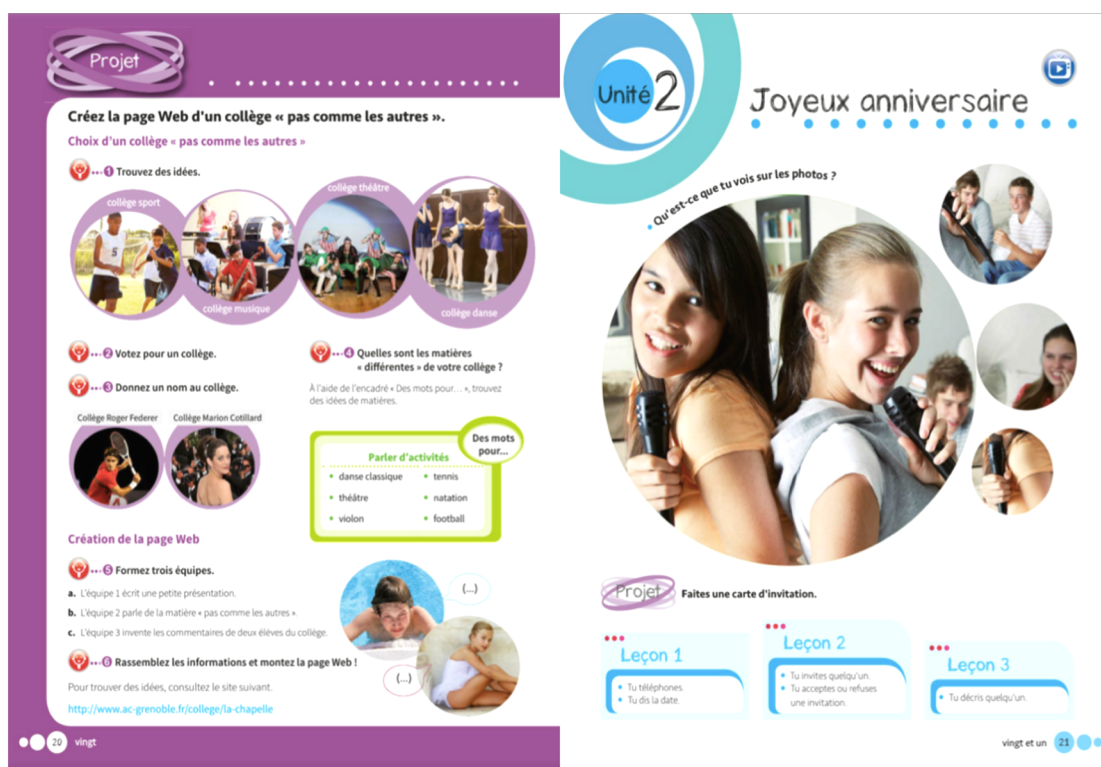 Projet
Créez la page Web d'un collège « pas comme les autres ».
Choix d'un collège « pas comme les autres »
1 Trouvez des idées.
collège sport
collège musique
collège théâtre
collège danse
2 Votez pour un collège.
3 Donnez un nom au collège.
Collège Roger Federer
Collège Marion Cotillard
4 Quelles sont les matières
« différentes » de votre collège ?
À l'aide de l'encadré « Des mots pour... », trouvez
des idées de matières.
Des mots
pour...
Parler d'activités
• danse classique
• théâtre
• violon
• tennis
• natation
• football
Création de la page Web
5 Formez trois équipes.
a. L'équipe 1 écrit une petite présentation.
b. L'équipe 2 parle de la matière « pas comme les autres ».
c. L'équipe 3 invente les commentaires de deux élèves du collège.
(...)
(...)
6 Rassemblez les informations et montez la page Web !
Pour trouver des idées, consultez le site suivant.
http://www.ac-grenoble.fr/college/la-chapelle
20 vingt
Unité 2
Joyeux anniversaire
• Qu'est-ce que tu vois sur les photos ?
Projet
Faites une carte d'invitation.
Leçon 1
• Tu téléphones.
• Tu dis la date.
Leçon 2
• Tu invites quelqu'un.
• Tu acceptes ou refuses
une invitation.
Leçon 3
• Tu décris quelqu'un.
vingt et un 21